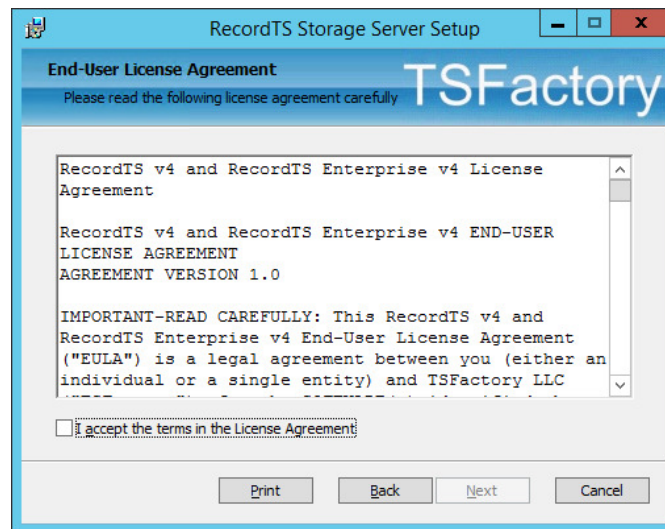 RecordTS Storage Server Setup
End-User License Agreement
Please read the following license agreement carefully
TSFactory
RecordTS v4 and RecordTS Enterprise v4 License
Agreement
RecordTS v4 and RecordTS Enterprise v4 END-USER
LICENSE AGREEMENT
AGREEMENT VERSION 1.0
IMPORTANT-READ CAREFULLY: This RecordTS v4 and
RecordTS Enterprise v4 End-User License Agreement
("EULA") is a legal agreement between you (either an
individual or a single entity) and TSFactory LLC
I accept the terms in the License Agreement
Print Back Next Cancel